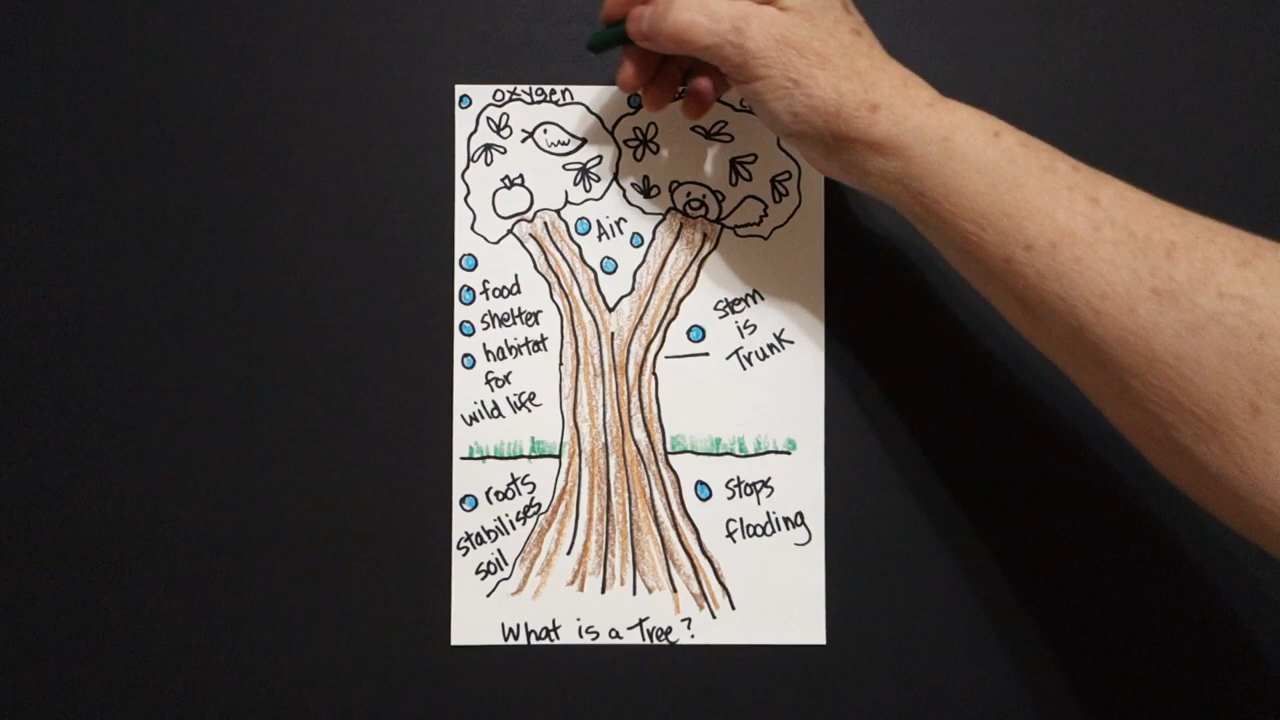 oxygen
Air
food
shelter
habitat
for
wild life
Stem
is
Trunk
roots
stabilises
soil
Stops
flooding
What is a Tree?